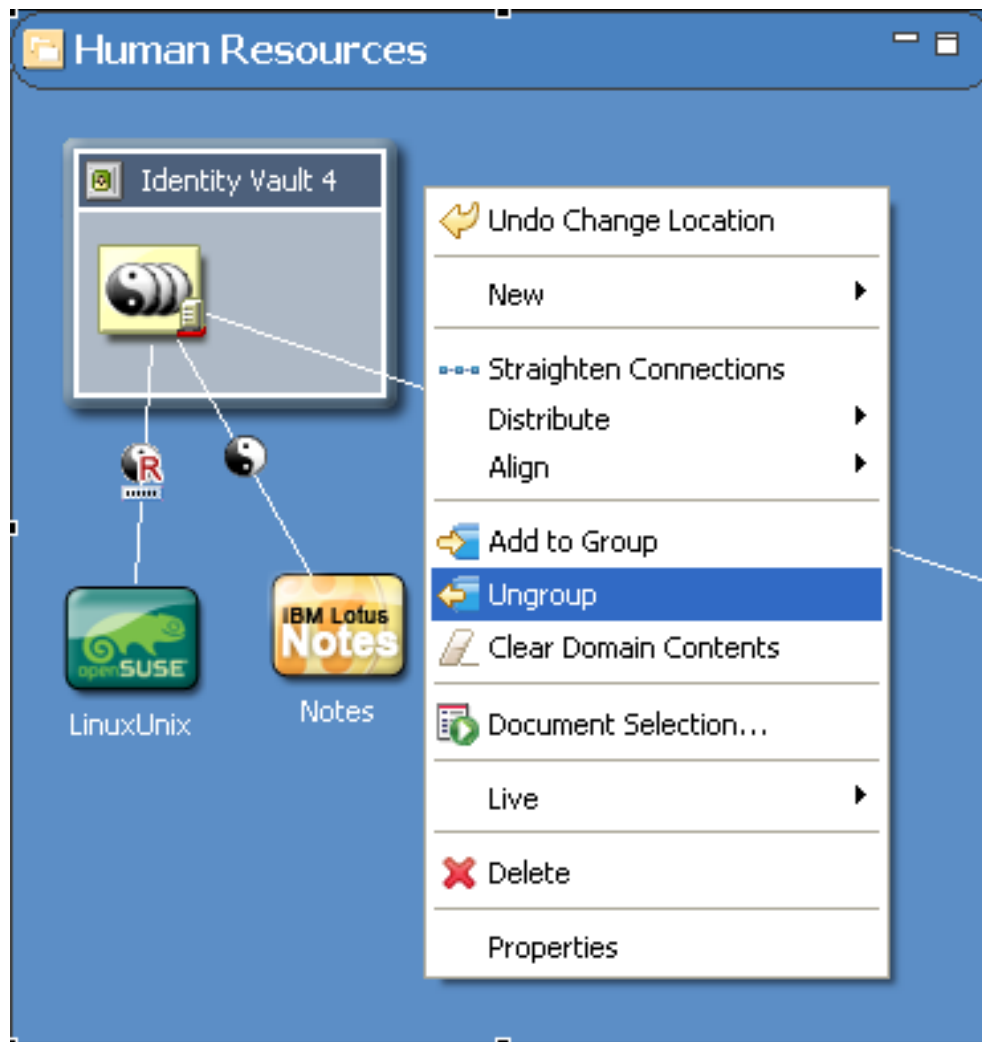 Human Resources
Identity Vault 4
Undo Change Location
New
Straighten Connections
Distribute
Align
Add to Group
Ungroup
Clear Domain Contents
Document Selection...
Live
Delete
Properties
R
openSUSE
LinuxUnix
IBM Lotus
Notes
Notes